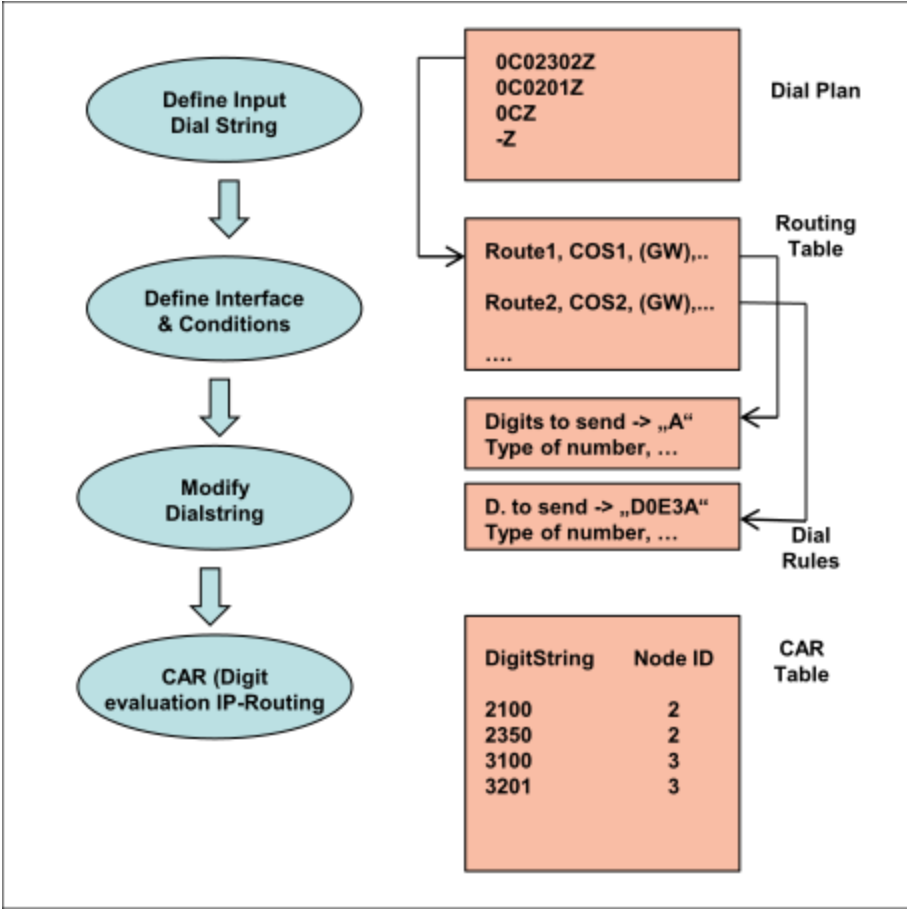 Define Input
Dial String
0C02302Z
0C0201Z
0CZ
-Z
Dial Plan
Define Interface
& Conditions
Route1, COS1, (GW),..
Route2, COS2, (GW),...
....
Routing
Table
Modify
Dialstring
Digits to send -> „A“
Type of number, ...
D. to send -> „D0E3A“
Type of number, ...
Dial
Rules
CAR (Digit
evaluation IP-Routing
DigitString Node ID
2100 2
2350 2
3100 3
3201 3
CAR
Table